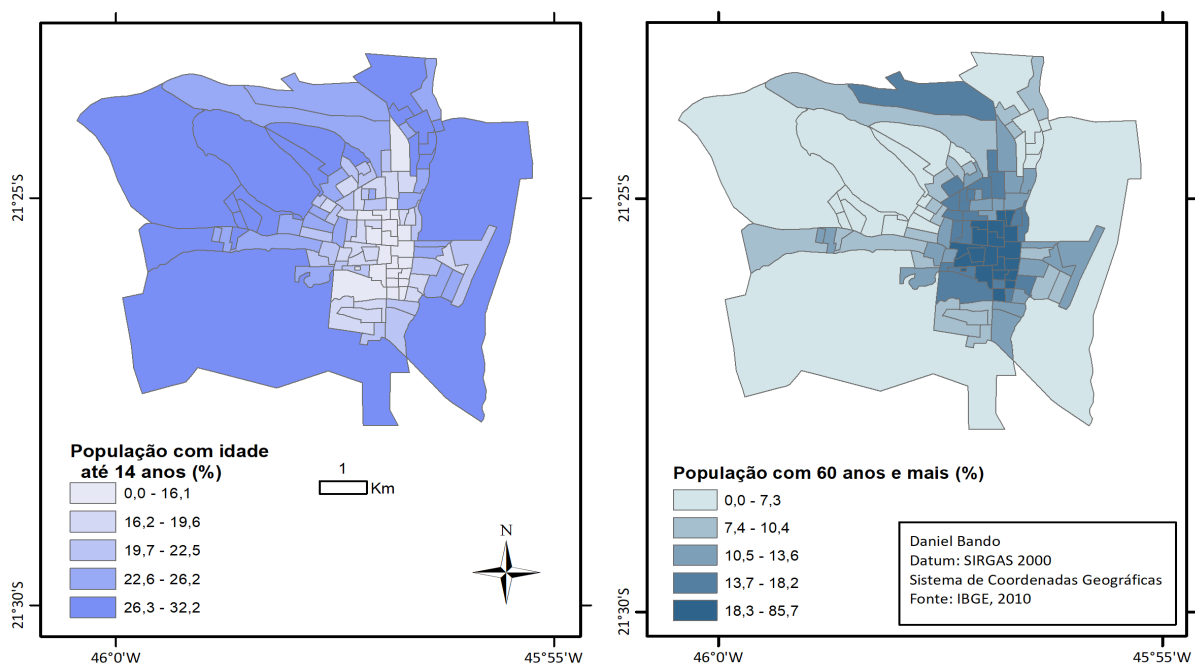 21°25'S
21°30'S
População com idade
até 14 anos (%)
0,0 - 16,1
16,2 - 19,6
19,7 - 22,5
22,6 - 26,2
26,3 - 32,2
1
Km
N
46°0'W
45°55'W
21°25'S
21°30'S
População com 60 anos e mais (%)
0,0 - 7,3
7,4 - 10,4
10,5 - 13,6
13,7 - 18,2
18,3 - 85,7
Daniel Bando
Datum: SIRGAS 2000
Sistema de Coordenadas Geográficas
Fonte: IBGE, 2010
46°0'W
45°55'W